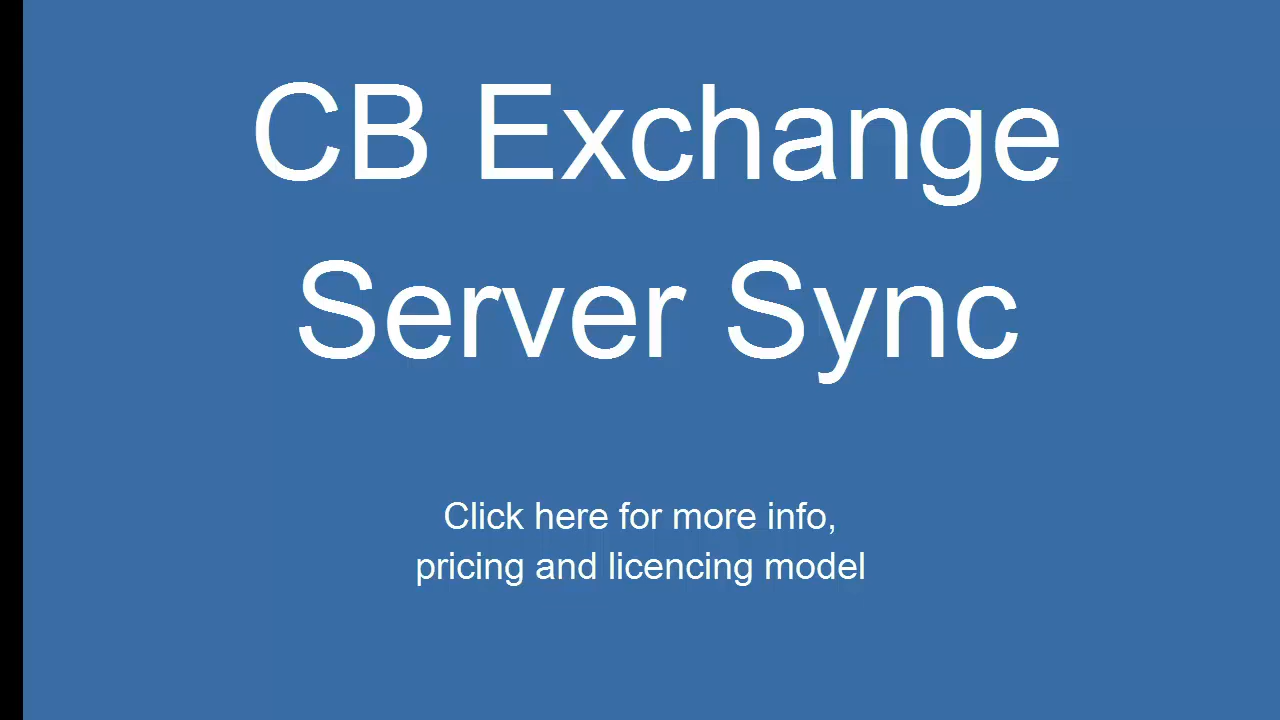 CB Exchange
Server Sync
Click here for more info,
pricing and licencing model